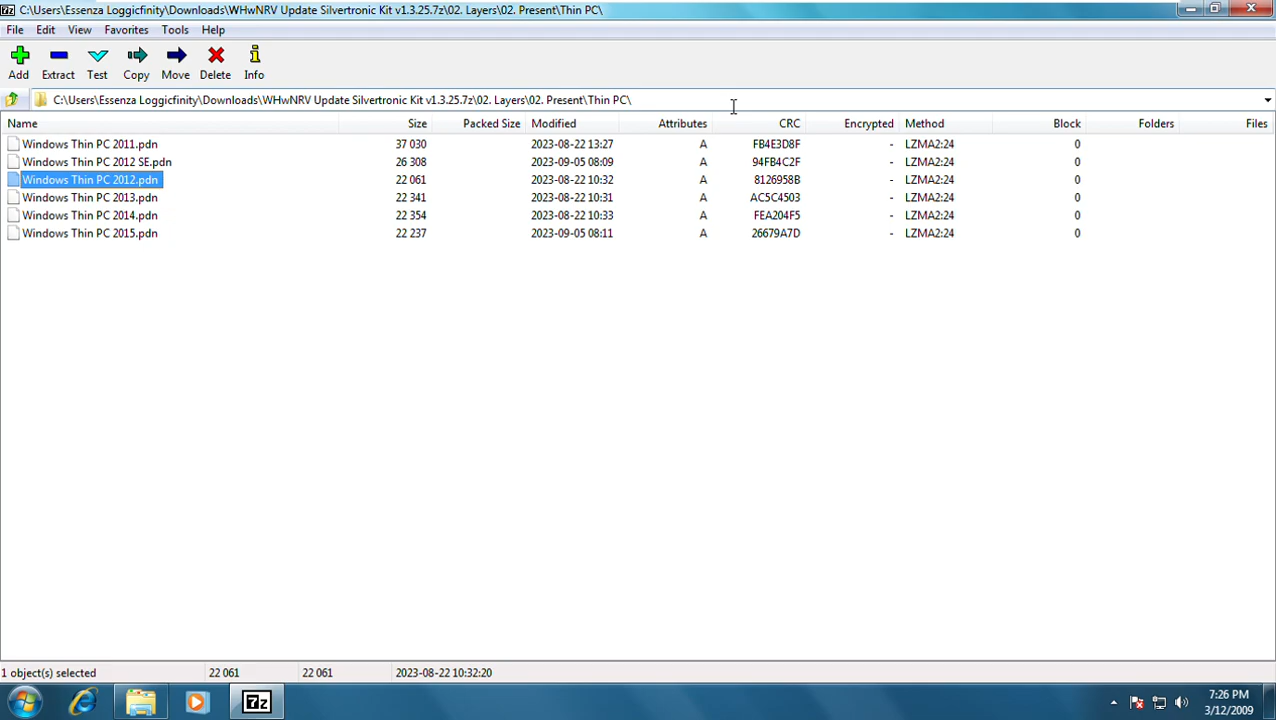 C:\Users\Essenza Loggicfinity\Downloads\WHwNRV Update Silvertronic Kit v1.3.25.7z\02. Layers\02. Present\Thin PC\
File Edit View Favorites Tools Help
Add Extract Test Copy Move Delete Info
C:\Users\Essenza Loggicfinity\Downloads\WHwNRV Update Silvertronic Kit v1.3.25.7z\02. Layers\02. Present\Thin PC\
Name Size Packed Size Modified Attributes CRC Encrypted Method Block Folders Files
Windows Thin PC 2011.pdn 37 030 2023-08-22 13:27 A FB4E3D8F - LZMA2:24 0
Windows Thin PC 2012 SE.pdn 26 308 2023-09-05 08:09 A 94FB4C2F - LZMA2:24 0
Windows Thin PC 2012.pdn 22 061 2023-08-22 10:32 A 8126958B - LZMA2:24 0
Windows Thin PC 2013.pdn 22 341 2023-08-22 10:31 A AC5C4503 - LZMA2:24 0
Windows Thin PC 2014.pdn 22 354 2023-08-22 10:33 A FEA204F5 - LZMA2:24 0
Windows Thin PC 2015.pdn 22 237 2023-09-05 08:11 A 26679A7D - LZMA2:24 0
1 object(s) selected 22 061 22 061 2023-08-22 10:32:20
7z
7:26 PM
3/12/2009